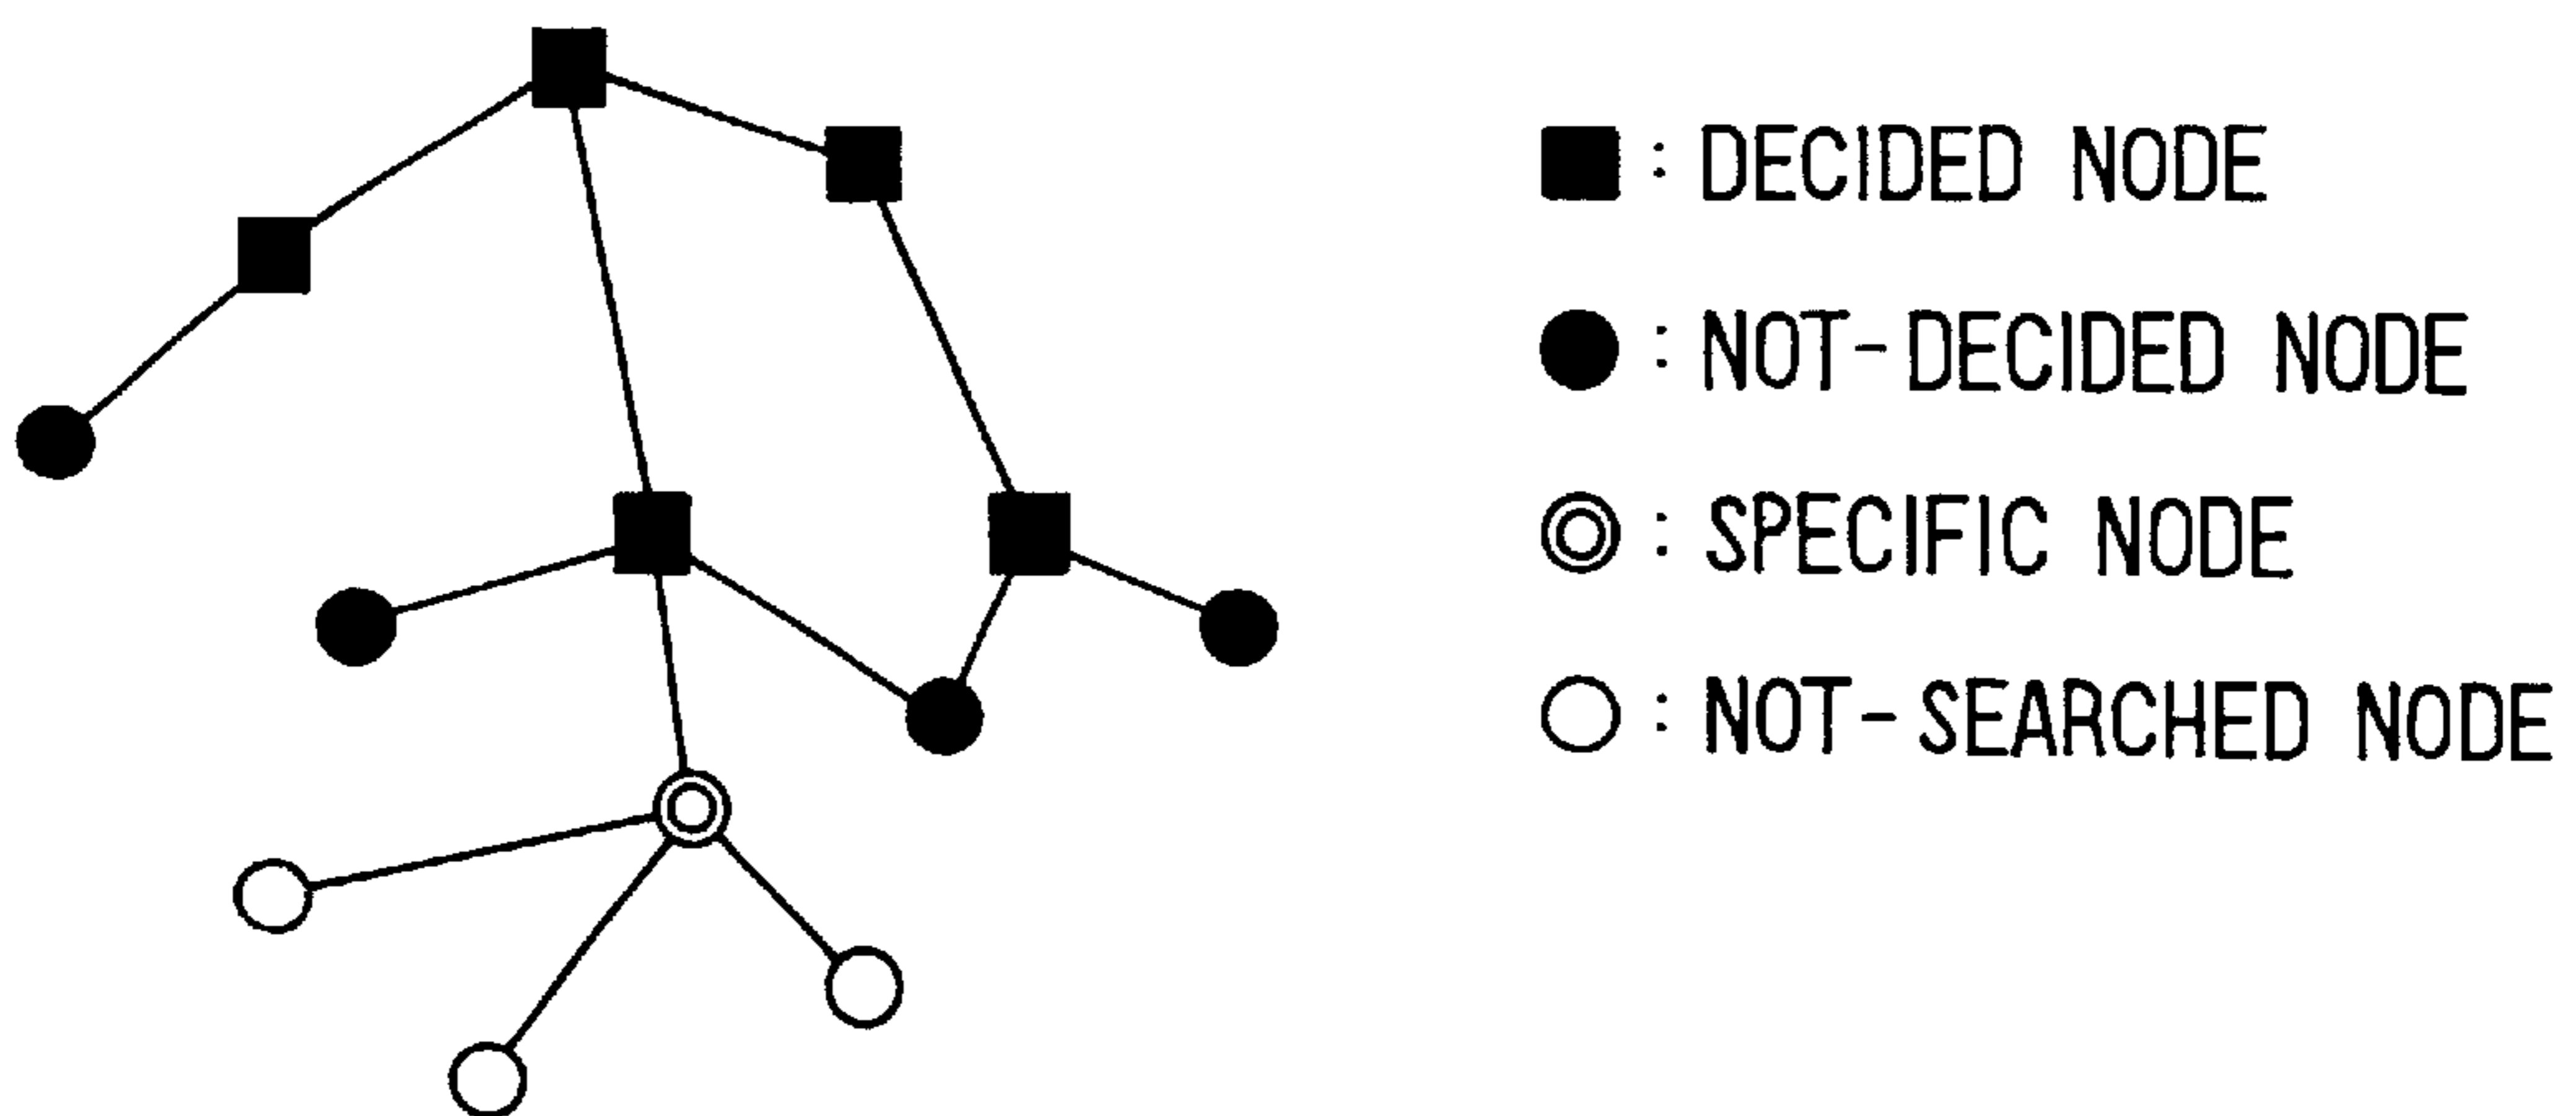 : DECIDED NODE
: NOT-DECIDED NODE
: SPECIFIC NODE
: NOT-SEARCHED NODE